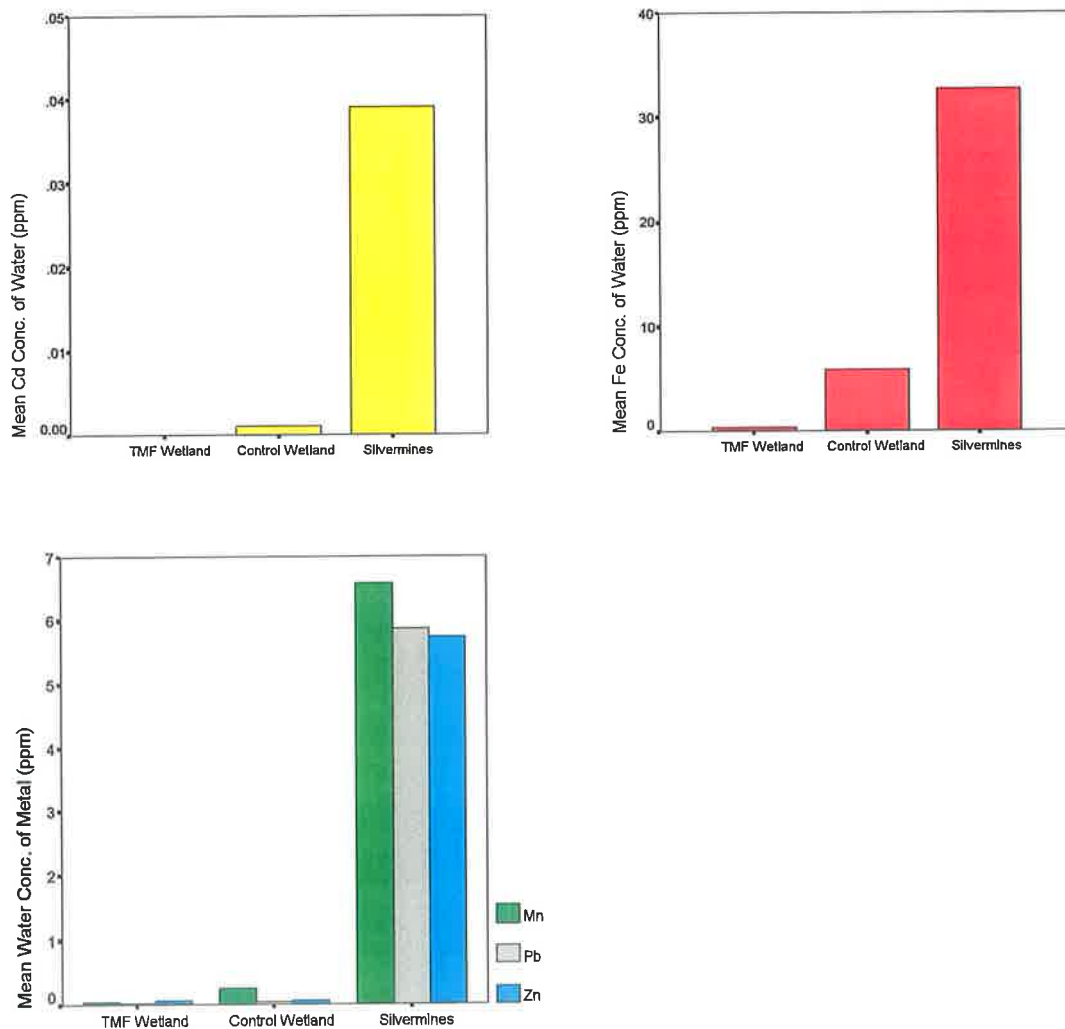 Mean Cd Conc. of Water (ppm)
.05
.04
.03
.02
.01
0.00
TMF Wetland Control Wetland Silvermines
Mean Fe Conc. of Water (ppm)
40
30
20
10
0
TMF Wetland Control Wetland Silvermines
Mean Water Conc. of Metal (ppm)
7
6
5
4
3
2
1
0
TMF Wetland Control Wetland Silvermines
Mn
Pb
Zn